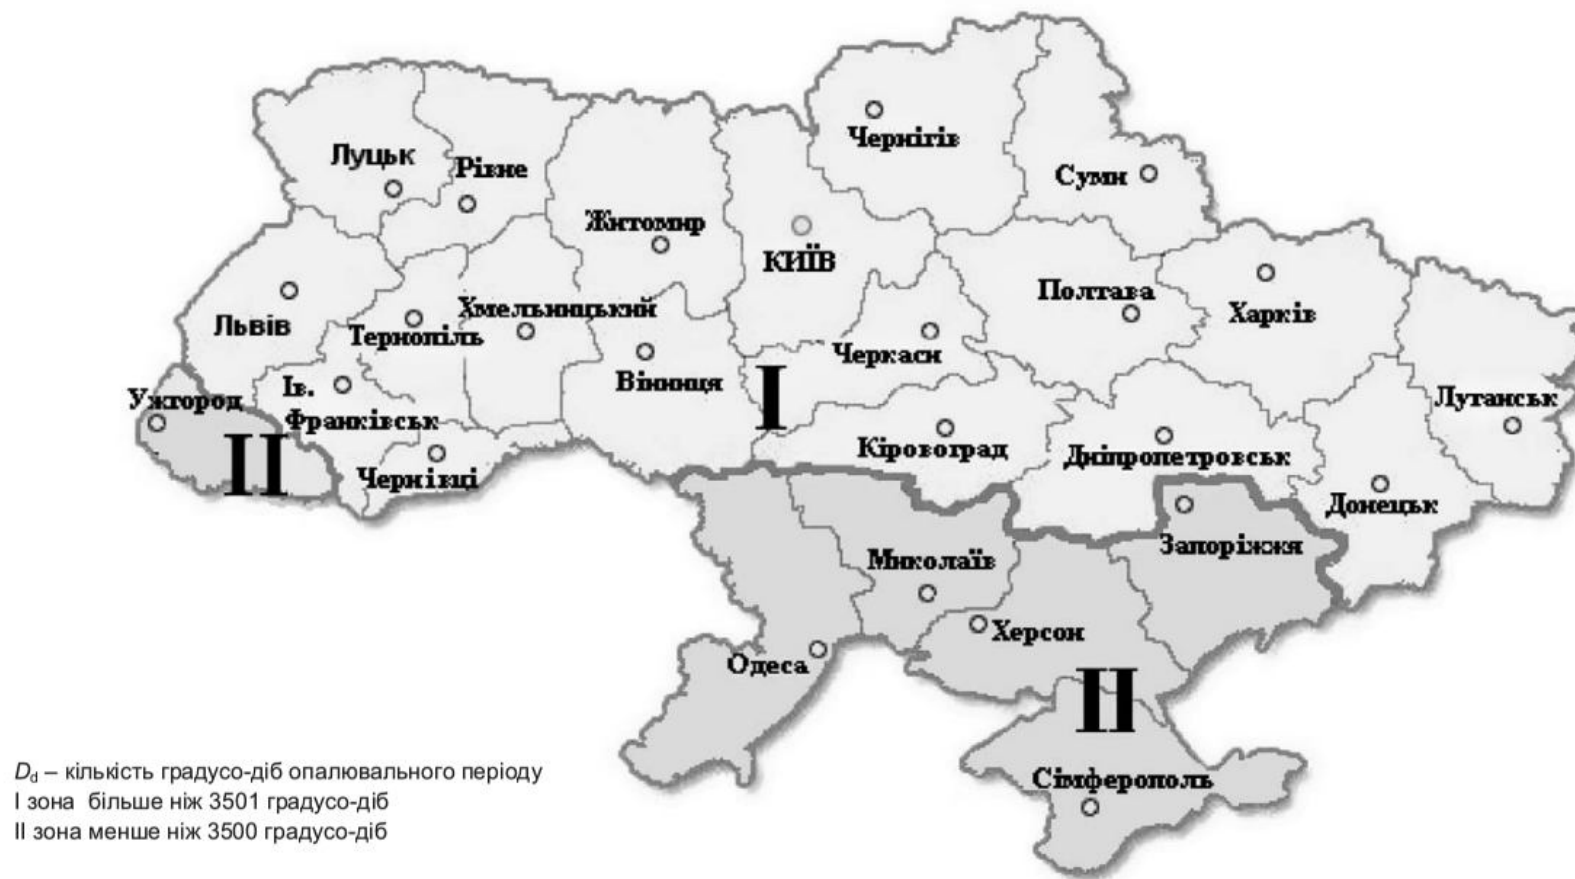 Чернігів
Луцьк
Рівне
Суми
Житомир
КИЇВ
Полтава
Хмельницький
Львів
Тернопіль
Харків
Черкаси
Вінниця
I
Ів.
Франківськ
Ужгород
Луганськ
II
Кіровоград
Дніпропетровськ
Чернівці
Донецьк
Запоріжжя
Миколаїв
Херсон
Одеса
II
Сімферополь
Dd – кількість градусо-діб опалювального періоду
I зона більше ніж 3501 градусо-діб
II зона менше ніж 3500 градусо-діб